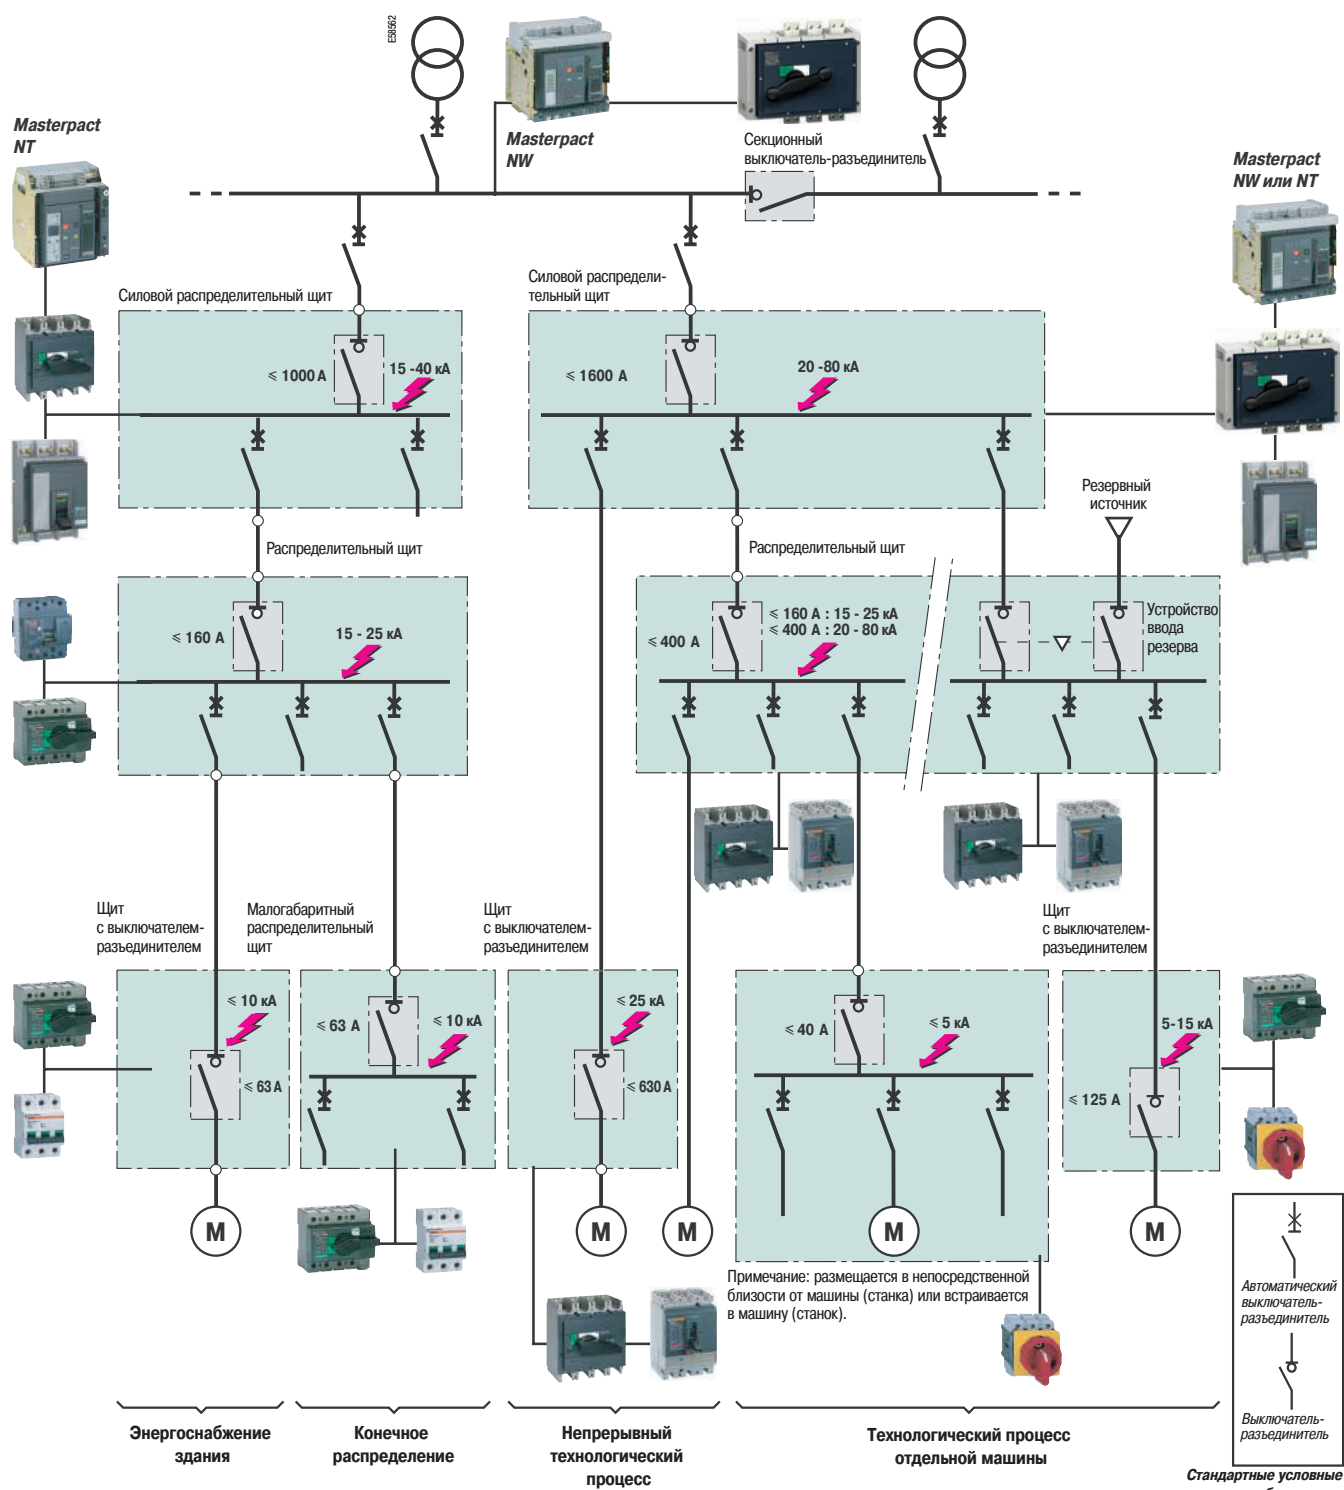 E58562
Masterpact
NT
Masterpact
NW
Секционный
выключатель-разъединитель
Masterpact
NW или NT
Силовой распределительный щит
Силовой распредели-
тельный щит
⩽ 1000 А
15 -40 кА
⩽ 1600 А
20 -80 кА
Резервный
источник
Распределительный щит
Распределительный щит
⩽ 160 А
15 - 25 кА
⩽ 400 А
⩽ 160 А : 15 - 25 кА
⩽ 400 А : 20 - 80 кА
Устройство
ввода
резерва
Щит
с выключателем-
разъединителем
Малогабаритный
распределительный
щит
Щит
с выключателем-
разъединителем
Щит
с выключателем-
разъединителем
⩽ 10 кА
⩽ 63 А
⩽ 63 А
⩽ 10 кА
⩽ 25 кА
⩽ 630 А
⩽ 40 А
⩽ 5 кА
5-15 кА
⩽ 125 А
M
M
M
M
M
Примечание: размещается в непосредственной
близости от машины (станка) или встраивается
в машину (станок).
Автоматический
выключатель-
разъединитель
Выключатель-
разъединитель
Стандартные условные
Энергоснабжение
здания
Конечное
распределение
Непрерывный
технологический
процесс
Технологический процесс
отдельной машины